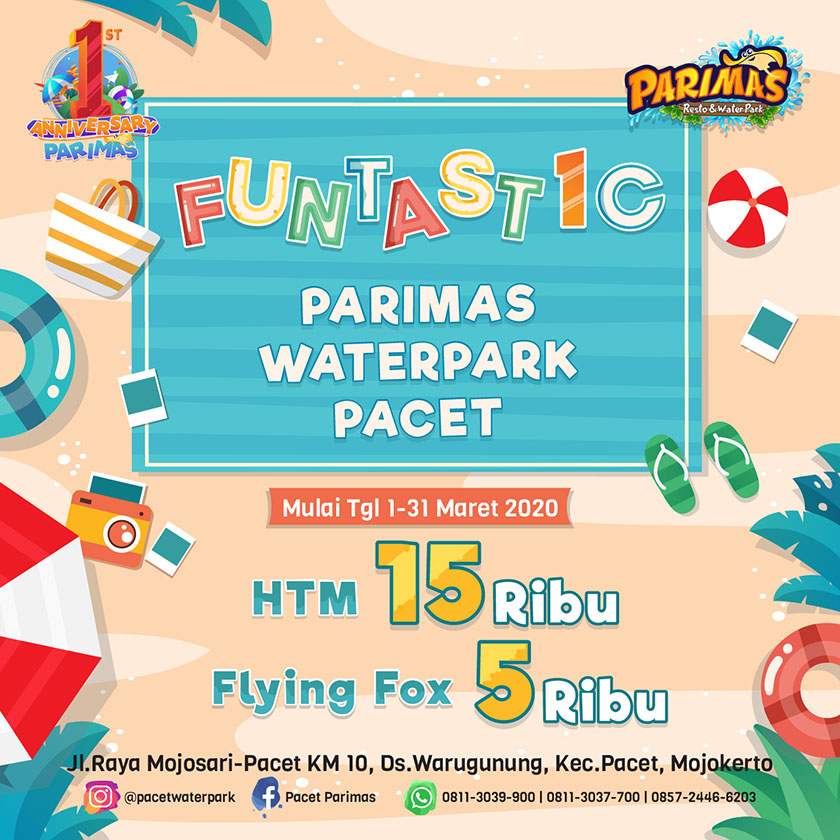 1ST
ANNIVERSARY
PARIMAS
PARIMAS
Resto & Water Park
FUNTAST1C
PARIMAS
WATERPARK
PACET
Mulai Tgl 1-31 Maret 2020
HTM 15 Ribu
Flying Fox 5 Ribu
Jl.Raya Mojosari-Pacet KM 10, Ds.Warugunung, Kec.Pacet, Mojokerto
@pacetwaterpark Pacet Parimas 0811-3039-900 | 0811-3037-700 | 0857-2446-6203